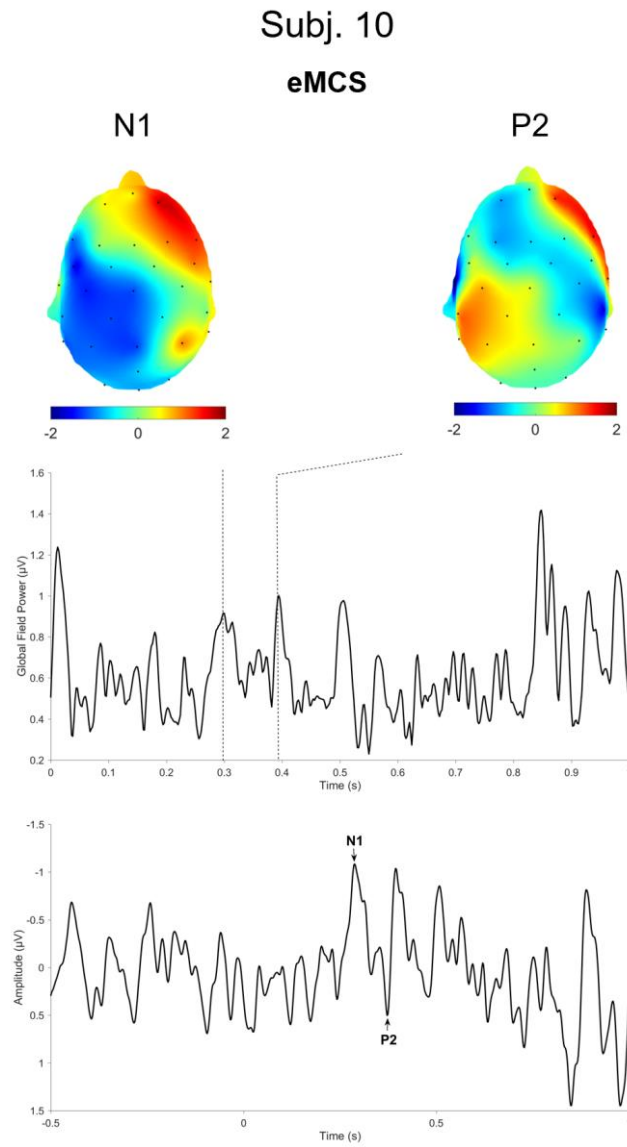 Subj. 10
eMCS
N1 P2
-2 0 2 -2 0 2
1.6
1.4
1.2
1
0.8
0.6
0.4
0.2
Global Field Power (μV)
0 0.1 0.2 0.3 0.4 0.5 0.6 0.7 0.8 0.9
Time (s)
-1.5
-1
-0.5
0
0.5
1
1.5
Amplitude (μV)
N1
P2
-0.5 0 0.5
Time (s)